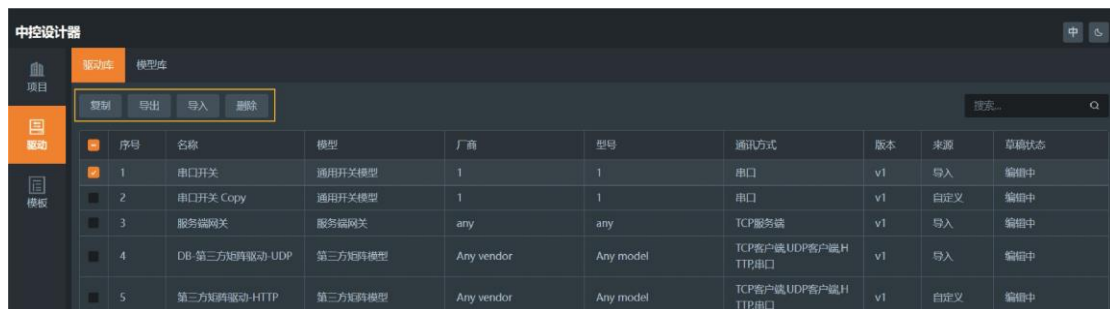 中控设计器
中
项目
驱动
模板
驱动库 模型库
复制 导出 导入 删除
搜索...
序号 名称 模型 厂商 型号 通讯方式 版本 来源 草稿状态
1 串口开关 通用开关模型 1 1 串口 v1 导入 编辑中
2 串口开关 Copy 通用开关模型 1 1 串口 v1 自定义 编辑中
3 服务端网关 服务端网关 any any TCP服务端 v1 导入 编辑中
4 DB-第三方矩阵驱动-UDP 第三方矩阵模型 Any vendor Any model TCP客户端,UDP客户端,H v1 导入 编辑中
TTP,串口
5 第三方矩阵驱动-HTTP 第三方矩阵模型 Any vendor Any model TCP客户端,UDP客户端,H v1 自定义 编辑中
TTP,串口